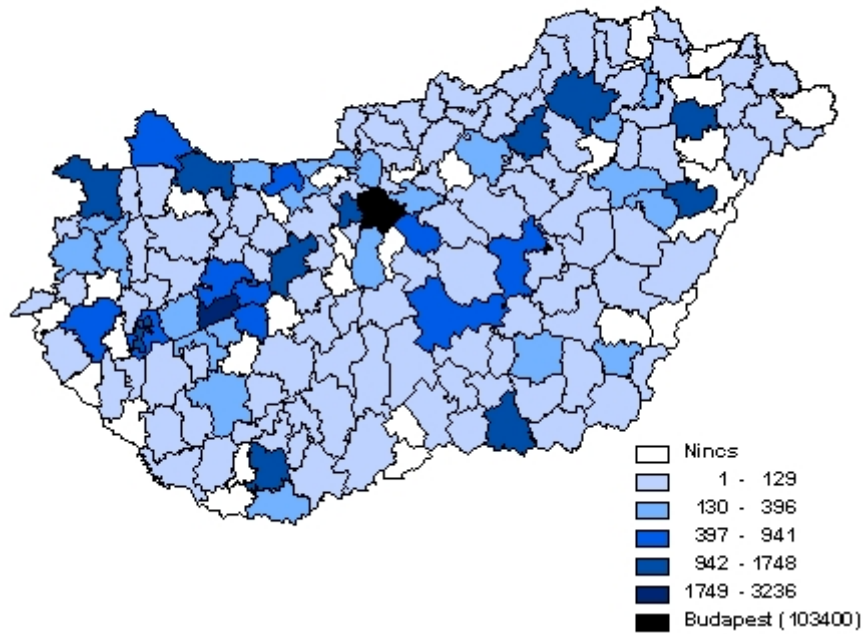 Nincs
1 - 129
130 - 396
397 - 941
942 - 1748
1749 - 3236
Budapest (103400)